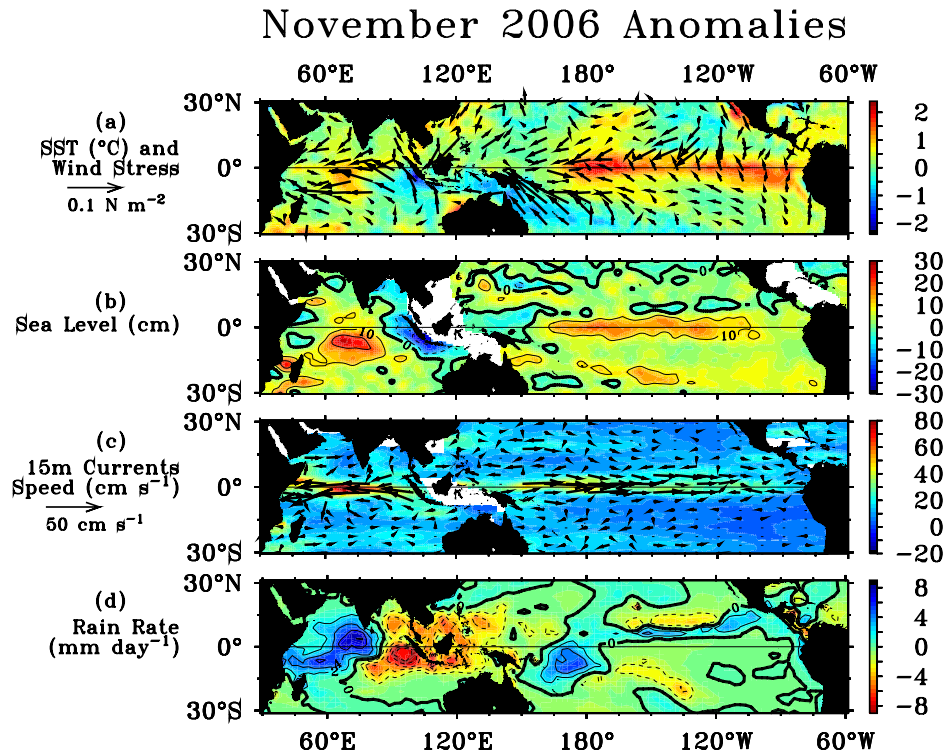 November 2006 Anomalies
60°E 120°E 180° 120°W 60°W
(a)
SST (°C) and
Wind Stress
0.1 N m⁻²
30°N
0°
30°S
2
1
0
-1
-2
(b)
Sea Level (cm)
30°N
0°
30°S
0
0
10
0
10
30
20
10
0
-10
-20
-30
(c)
15m Currents
Speed (cm s⁻¹)
50 cm s⁻¹
30°N
0°
30°S
80
60
40
20
0
-20
(d)
Rain Rate
(mm day⁻¹)
30°N
0°
30°S
0
0
0
8
4
0
-4
-8
60°E 120°E 180° 120°W 60°W